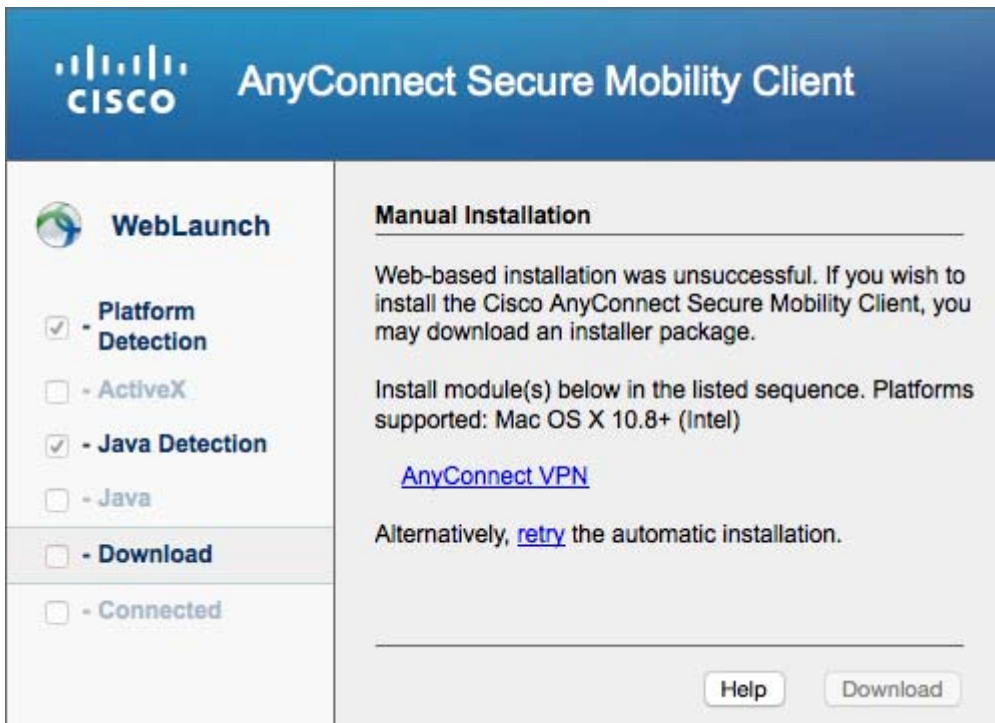 CISCO
AnyConnect Secure Mobility Client
WebLaunch
- Platform
Detection
- ActiveX
- Java Detection
- Java
- Download
- Connected
Manual Installation
Web-based installation was unsuccessful. If you wish to
install the Cisco AnyConnect Secure Mobility Client, you
may download an installer package.
Install module(s) below in the listed sequence. Platforms
supported: Mac OS X 10.8+ (Intel)
AnyConnect VPN
Alternatively, retry the automatic installation.
Help
Download